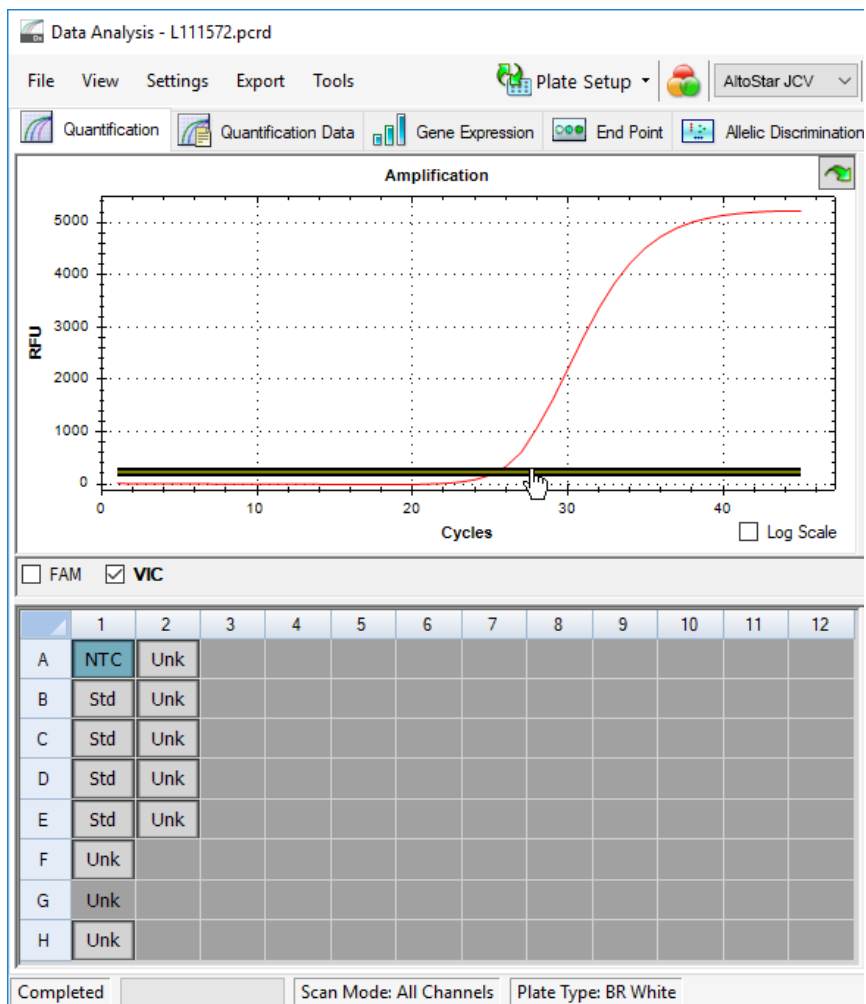 Data Analysis - L111572.pcrd
File View Settings Export Tools Plate Setup AltoStar JCV
Quantification Quantification Data Gene Expression End Point Allelic Discrimination
Amplification
5000
4000
3000
2000
1000
0
RFU
0 10 20 30 40
Cycles
Log Scale
FAM VIC
1 2 3 4 5 6 7 8 9 10 11 12
A NTC Unk
B Std Unk
C Std Unk
D Std Unk
E Std Unk
F Unk
G Unk
H Unk
Completed Scan Mode: All Channels Plate Type: BR White